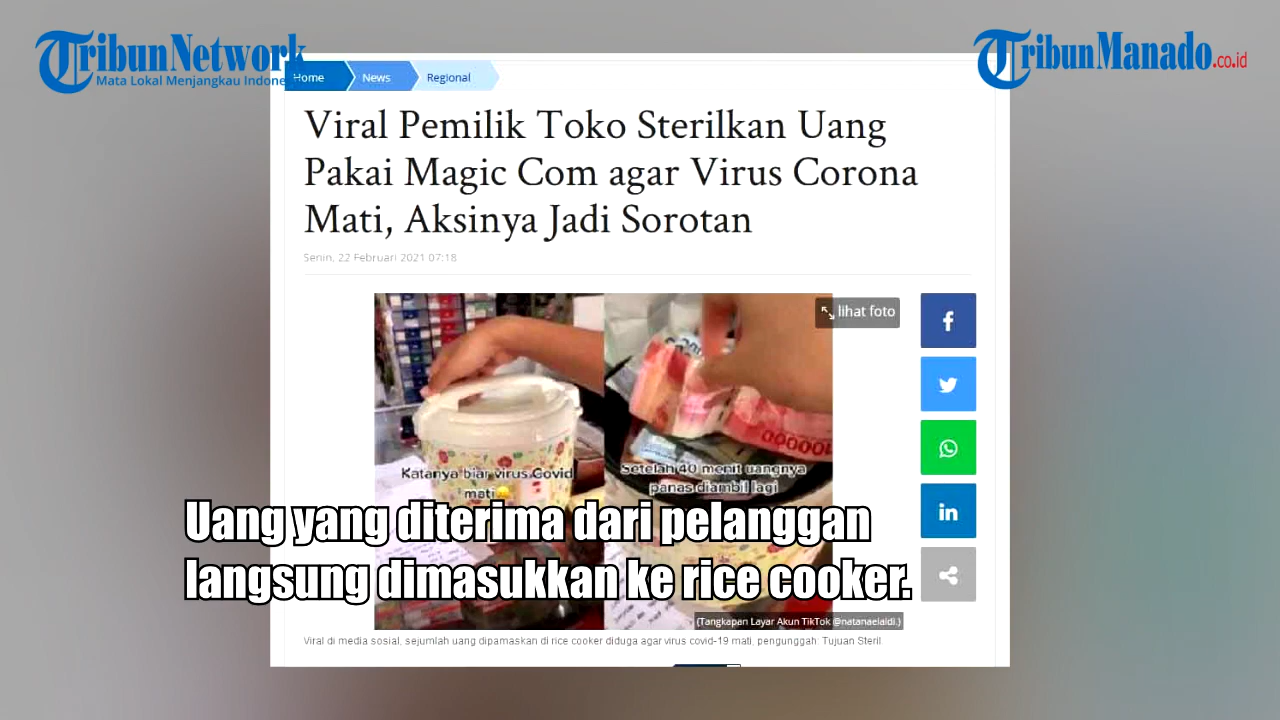 TribunNetwork
Mata Lokal Menjangkau Indone
TribunManado.co.id
Home
News
Regional
Viral Pemilik Toko Sterilkan Uang
Pakai Magic Com agar Virus Corona
Mati, Aksinya Jadi Sorotan
Senin, 22 Februari 2021 07:18
lihat foto
100000
Katanya biar virus Covid
mati
Setelah 40 menit uangnya
panas diambil lagi
Uang yang diterima dari pelanggan
langsung dimasukkan ke rice cooker.
(Tangkapan Layar Akun TikTok @natanaelaidi.)
Viral di media sosial, sejumlah uang dipamaskan di rice cooker diduga agar virus covid-19 mati, pengunggah: Tujuan Steril.